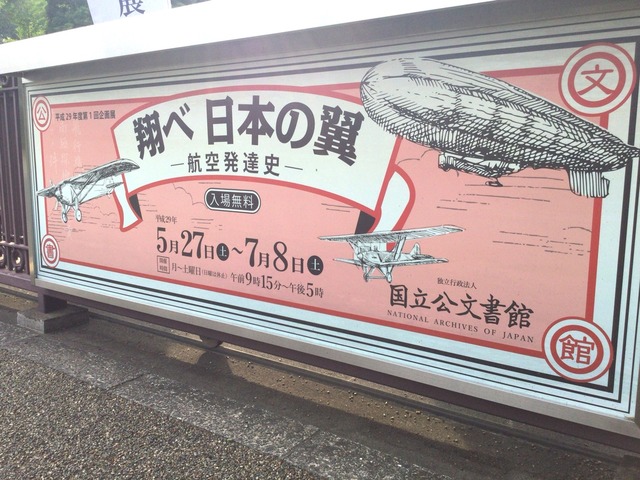 展
公
文
平成29年度第1回企画展
翔べ 日本の翼
―航空発達史―
入場無料
平成29年
5月27日土〜7月8日土
開催時間 月〜土曜日(日曜は休止) 午前9時15分〜午後5時
独立行政法人
国立公文書館
NATIONAL ARCHIVES OF JAPAN
書
館